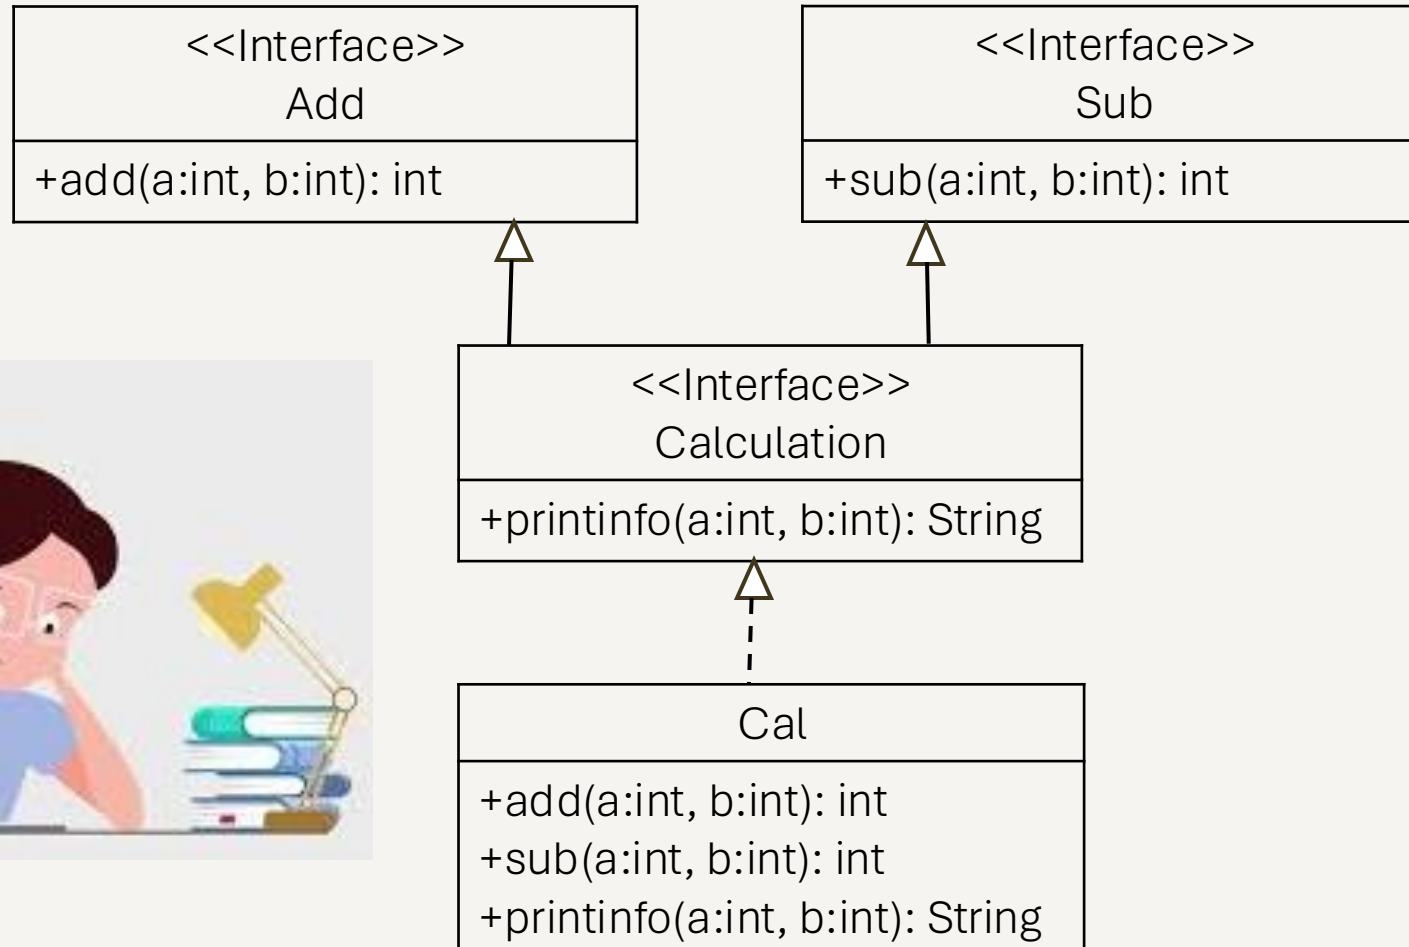 <<Interface>>
Add
+add(a:int, b:int): int
<<Interface>>
Sub
+sub(a:int, b:int): int
<<Interface>>
Calculation
+printinfo(a:int, b:int): String
Cal
+add(a:int, b:int): int
+sub(a:int, b:int): int
+printinfo(a:int, b:int): String